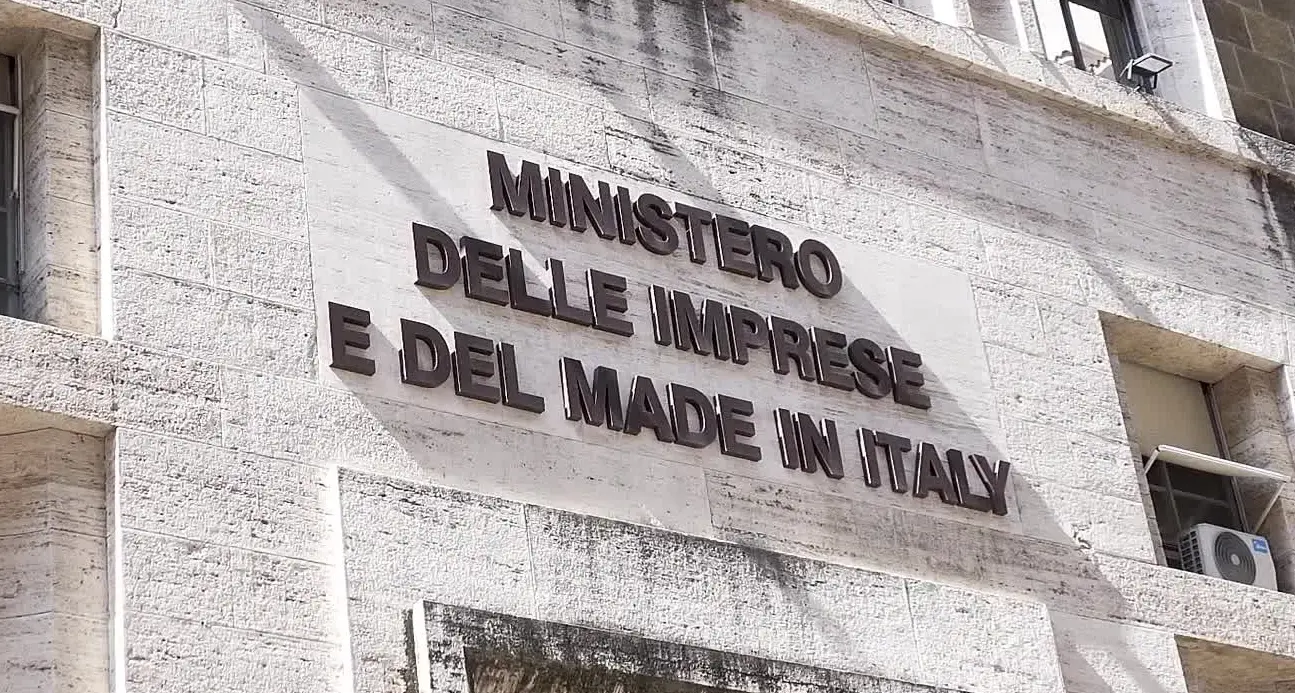 MINISTERO
DELLE IMPRESE
E DEL MADE IN ITALY